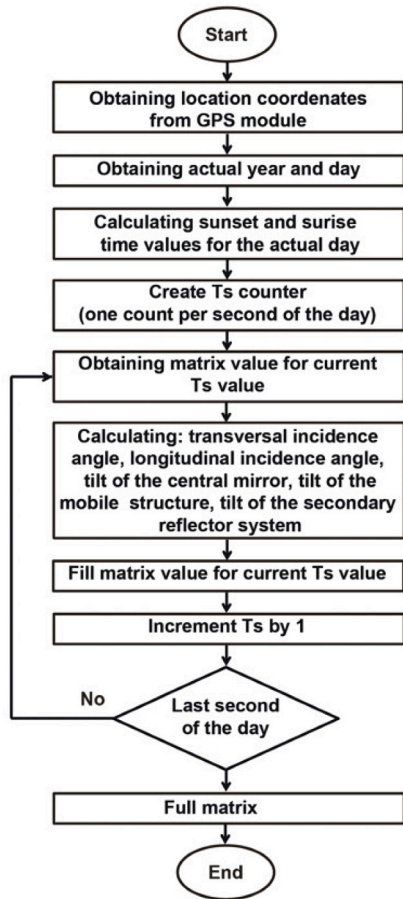 Start
Obtaining location coordenates
from GPS module
Obtaining actual year and day
Calculating sunset and surise
time values for the actual day
Create Ts counter
(one count per second of the day)
Obtaining matrix value for current
Ts value
Calculating: transversal incidence
angle, longitudinal incidence angle,
tilt of the central mirror, tilt of the
mobile structure, tilt of the secondary
reflector system
Fill matrix value for current Ts value
Increment Ts by 1
No
Last second
of the day
Full matrix
End